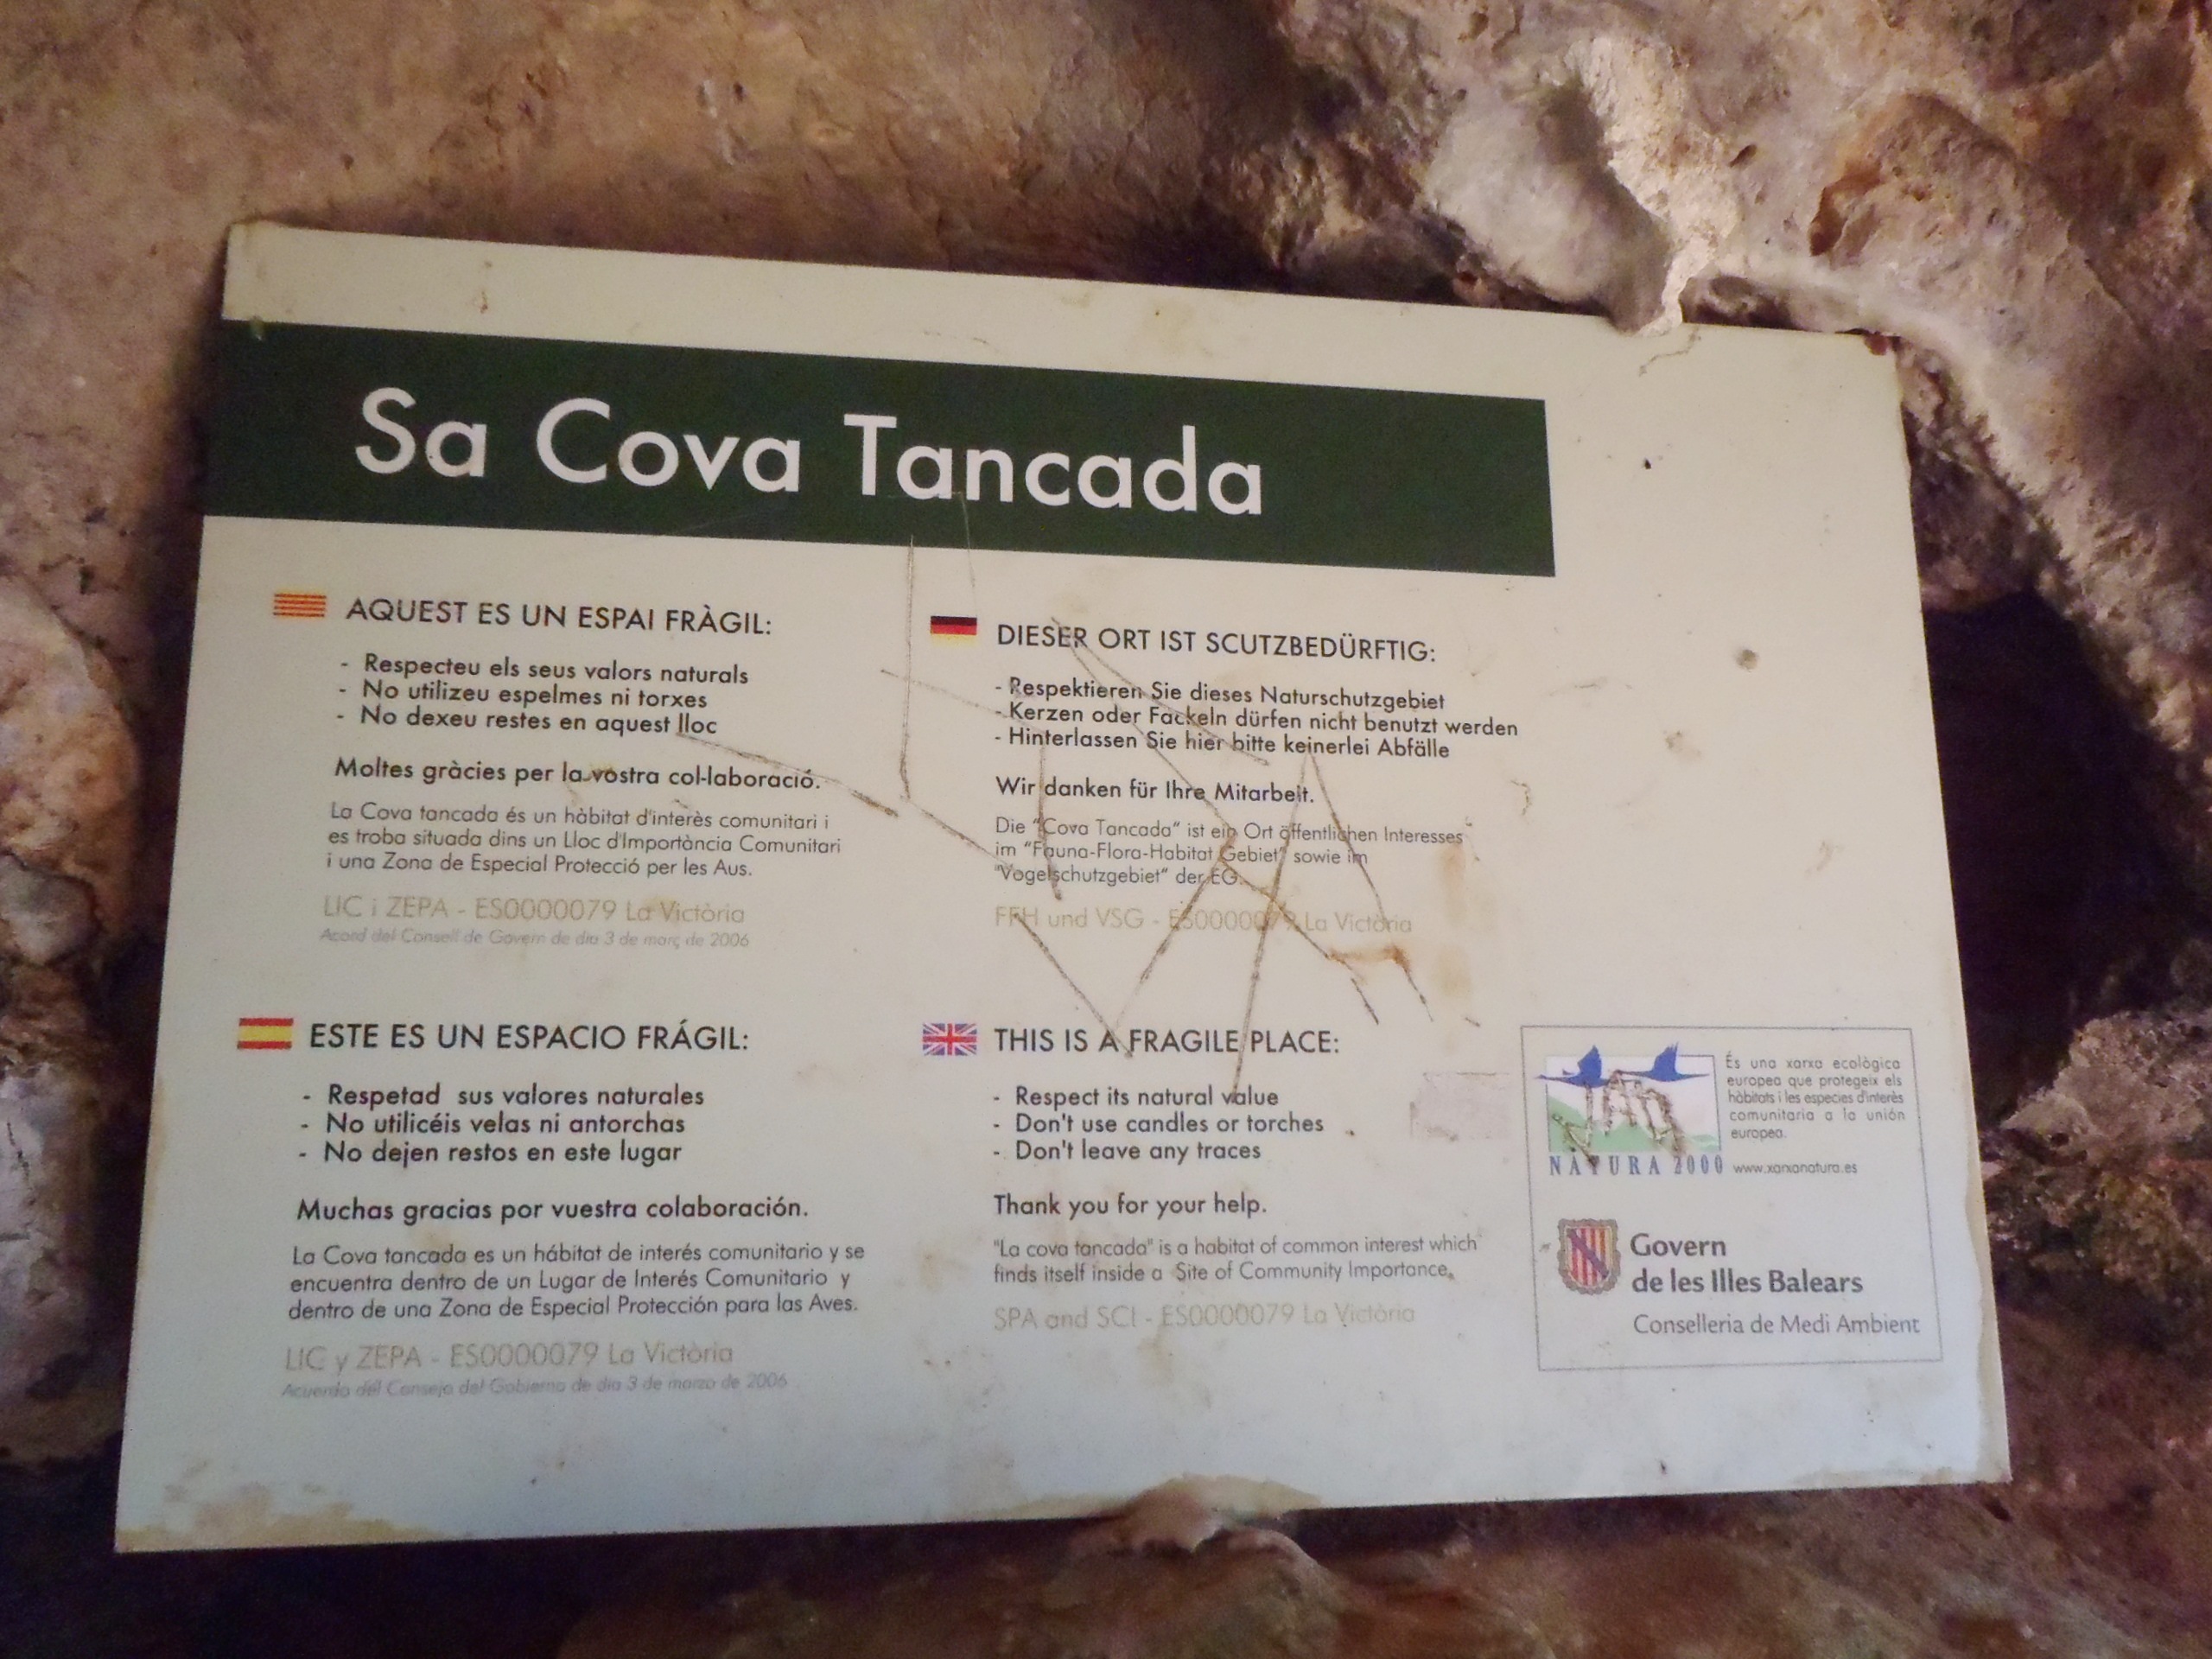 Sa Cova Tancada
AQUEST ES UN ESPAI FRÀGIL:
- Respecteu els seus valors naturals
- No utilizeu espelmes ni torxes
- No dexeu restes en aquest lloc
Moltes gràcies per la vostra col-laboració.
La Cova tancada és un hàbitat d'interès comunitari i
es troba situada dins un Lloc d'Importància Comunitari
i una Zona de Especial Protecció per les Aus.
LIC i ZEPA - ES0000079 La Victòria
Acord del Consell de Govern de dia 3 de març de 2006
DIESER ORT IST SCUTZBEDÜRFTIG:
- Respektieren Sie dieses Naturschutzgebiet
- Kerzen oder Fackeln dürfen nicht benutzt werden
- Hinterlassen Sie hier bitte keinerlei Abfälle
Wir danken für Ihre Mitarbeit.
Die "Cova Tancada" ist ein Ort öffentlichen Interesses
im "Fauna-Flora-Habitat Gebiet" sowie im
"Vogelschutzgebiet" der EG.
FFH und VSG - ES0000079 La Victòria
ESTE ES UN ESPACIO FRÁGIL:
- Respetad sus valores naturales
- No utilicéis velas ni antorchas
- No dejen restos en este lugar
Muchas gracias por vuestra colaboración.
La Cova tancada es un hábitat de interés comunitario y se
encuentra dentro de un Lugar de Interés Comunitario y
dentro de una Zona de Especial Protección para las Aves.
LIC y ZEPA - ES0000079 La Victòria
Acuerdo del Consejo del Gobierno de dia 3 de marzo de 2006
THIS IS A FRAGILE PLACE:
- Respect its natural value
- Don't use candles or torches
- Don't leave any traces
Thank you for your help.
"La cova tancada" is a habitat of common interest which
finds itself inside a Site of Community Importance.
SPA and SCI - ES0000079 La Victòria
És una xarxa ecològica
europea que protegeix els
hàbitats i les especies d'interès
comunitaria a la unión
europea.
NATURA 2000 www.xarxanatura.es
Govern
de les Illes Balears
Conselleria de Medi Ambient